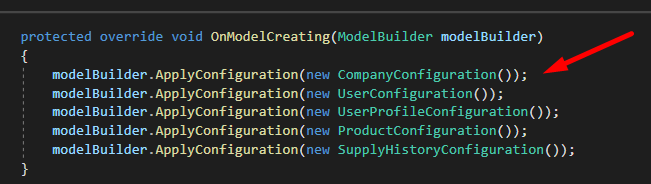 protected override void OnModelCreating(ModelBuilder modelBuilder)
{
    modelBuilder.ApplyConfiguration(new CompanyConfiguration());
    modelBuilder.ApplyConfiguration(new UserConfiguration());
    modelBuilder.ApplyConfiguration(new UserProfileConfiguration());
    modelBuilder.ApplyConfiguration(new ProductConfiguration());
    modelBuilder.ApplyConfiguration(new SupplyHistoryConfiguration());
}